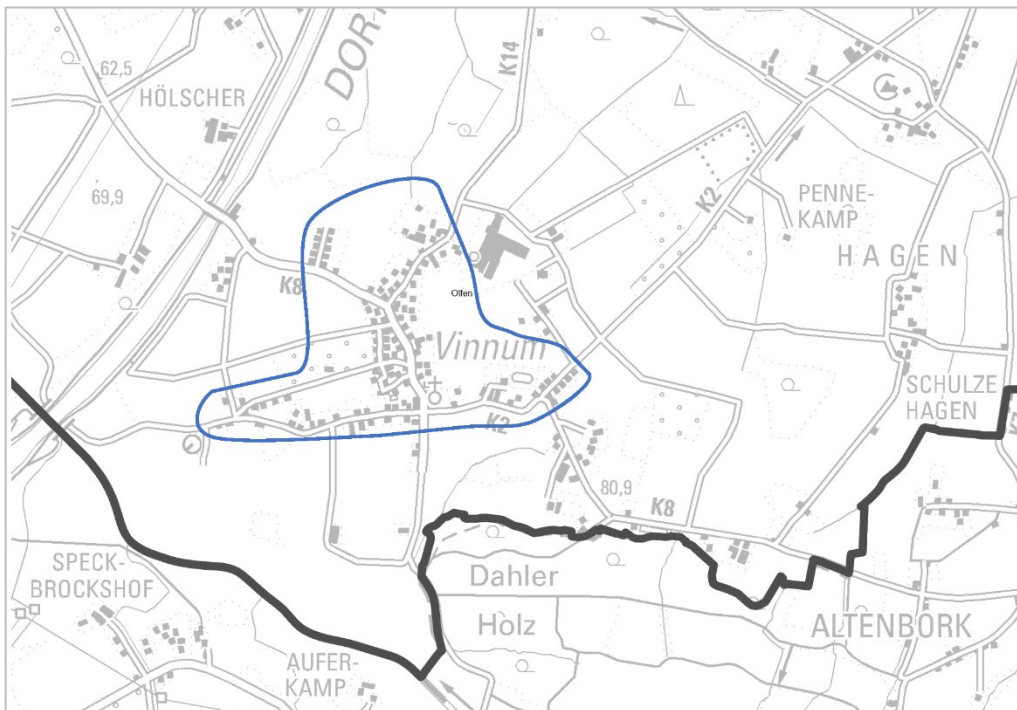 62,5
HÖLSCHER
K14
69,9
K2
PENNE-
KAMP
HAGEN
K8
Olfen
Vinnum
SCHULZE
HAGEN
K2
80,9
K8
SPECK-
BROCKSHOF
Dahler
Holz
ALTENBORK
AUFER-
KAMP